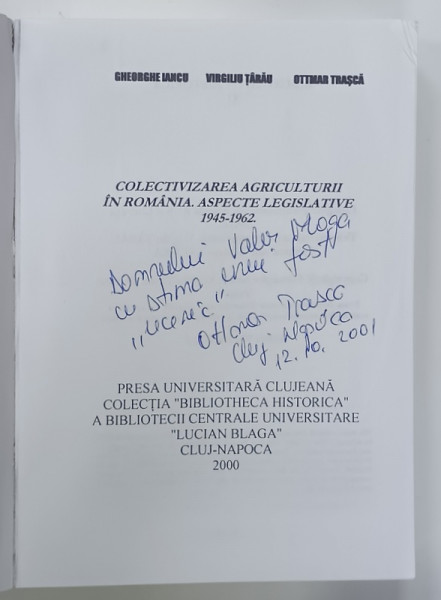 GHEORGHE IANCU VIRGILIU ȚÂRĂU OTTMAR TRAȘCĂ
COLECTIVIZAREA AGRICULTURII
ÎN ROMÂNIA. ASPECTE LEGISLATIVE
1945-1962.
Domnului Valer Moga
cu stima unui fost
„ucenic”
Ottmar Trașcă
Cluj Napoca
12. 10. 2001
PRESA UNIVERSITARĂ CLUJEANĂ
COLECȚIA "BIBLIOTHECA HISTORICA"
A BIBLIOTECII CENTRALE UNIVERSITARE
"LUCIAN BLAGA"
CLUJ-NAPOCA
2000